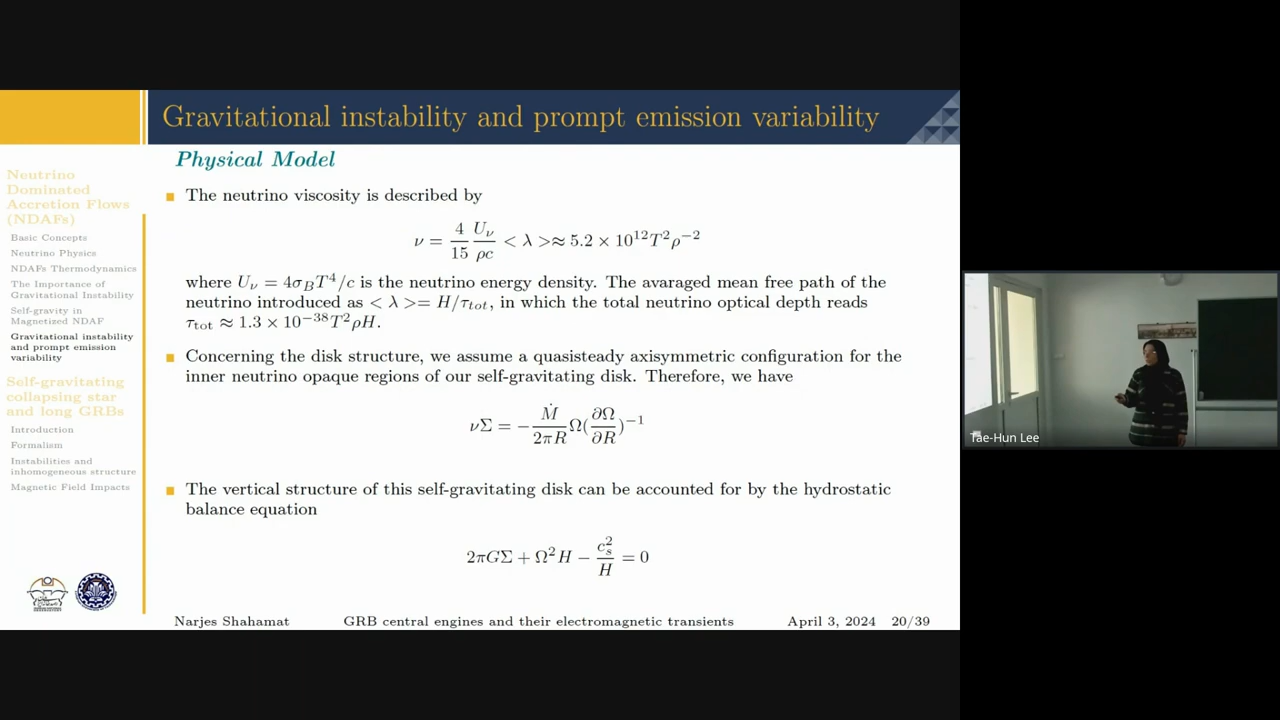 Gravitational instability and prompt emission variability
Neutrino
Dominated
Accretion Flows
(NDAFs)
Basic Concepts
Neutrino Physics
NDAFs Thermodynamics
The Importance of
Gravitational Instability
Self-gravity in
Magnetized NDAF
Gravitational instability
and prompt emission
variability
Self-gravitating
collapsing star
and long GRBs
Introduction
Formalism
Instabilities and
inhomogeneous structure
Magnetic Field Impacts
Physical Model
The neutrino viscosity is described by
ν = 4/15 U_ν/ρc < λ >≈ 5.2 × 10^12 T^2 ρ^−2
where U_ν = 4σ_B T^4/c is the neutrino energy density. The avaraged mean free path of the
neutrino introduced as < λ >= H/τ_tot, in which the total neutrino optical depth reads
τ_tot ≈ 1.3 × 10^−38 T^2 ρH.
Concerning the disk structure, we assume a quasisteady axisymmetric configuration for the
inner neutrino opaque regions of our self-gravitating disk. Therefore, we have
νΣ = − Ṁ/2πR Ω(∂Ω/∂R)^−1
The vertical structure of this self-gravitating disk can be accounted for by the hydrostatic
balance equation
2πGΣ + Ω^2 H − c_s^2/H = 0
Narjes Shahamat GRB central engines and their electromagnetic transients April 3, 2024 20/39
Tae-Hun Lee